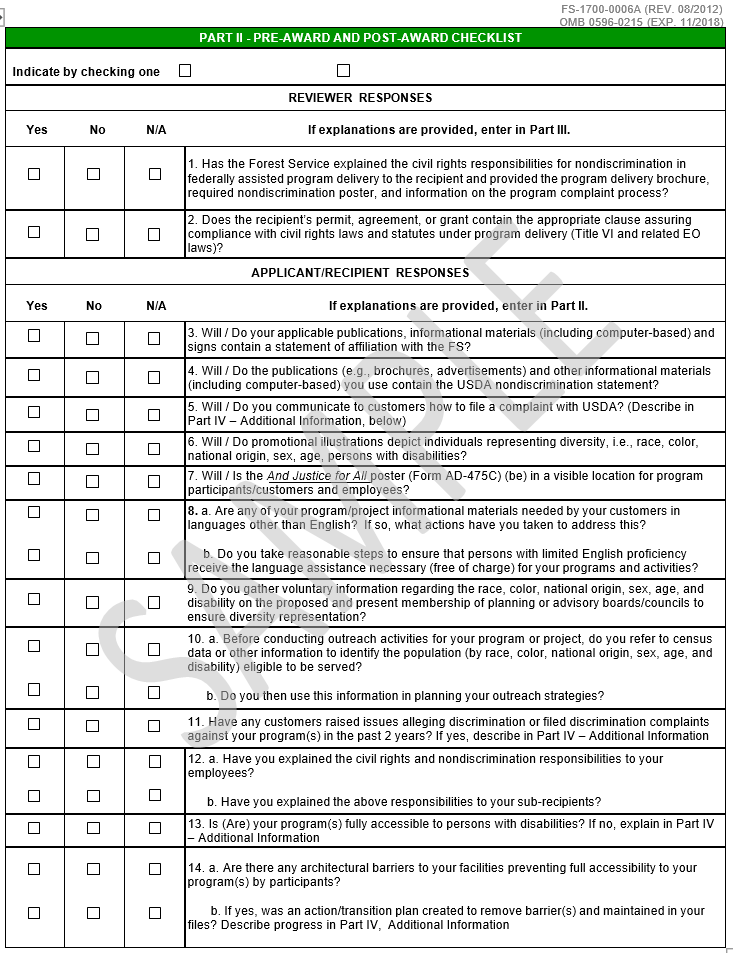 FS-1700-0006A (REV. 08/2012)
OMB 0596-0215 (EXP. 11/2018)
PART II - PRE-AWARD AND POST-AWARD CHECKLIST
Indicate by checking one
REVIEWER RESPONSES
Yes No N/A If explanations are provided, enter in Part III.
1. Has the Forest Service explained the civil rights responsibilities for nondiscrimination in
federally assisted program delivery to the recipient and provided the program delivery brochure,
required nondiscrimination poster, and information on the program complaint process?
2. Does the recipient's permit, agreement, or grant contain the appropriate clause assuring
compliance with civil rights laws and statutes under program delivery (Title VI and related EO
laws)?
APPLICANT/RECIPIENT RESPONSES
Yes No N/A If explanations are provided, enter in Part II.
3. Will / Do your applicable publications, informational materials (including computer-based) and
signs contain a statement of affiliation with the FS?
4. Will / Do the publications (e.g., brochures, advertisements) and other informational materials
(including computer-based) you use contain the USDA nondiscrimination statement?
5. Will / Do you communicate to customers how to file a complaint with USDA? (Describe in
Part IV – Additional Information, below)
6. Will / Do promotional illustrations depict individuals representing diversity, i.e., race, color,
national origin, sex, age, persons with disabilities?
7. Will / Is the And Justice for All poster (Form AD-475C) (be) in a visible location for program
participants/customers and employees?
8. a. Are any of your program/project informational materials needed by your customers in
languages other than English? If so, what actions have you taken to address this?
b. Do you take reasonable steps to ensure that persons with limited English proficiency
receive the language assistance necessary (free of charge) for your programs and activities?
9. Do you gather voluntary information regarding the race, color, national origin, sex, age, and
disability on the proposed and present membership of planning or advisory boards/councils to
ensure diversity representation?
10. a. Before conducting outreach activities for your program or project, do you refer to census
data or other information to identify the population (by race, color, national origin, sex, age, and
disability) eligible to be served?
b. Do you then use this information in planning your outreach strategies?
11. Have any customers raised issues alleging discrimination or filed discrimination complaints
against your program(s) in the past 2 years? If yes, describe in Part IV – Additional Information
12. a. Have you explained the civil rights and nondiscrimination responsibilities to your
employees?
b. Have you explained the above responsibilities to your sub-recipients?
13. Is (Are) your program(s) fully accessible to persons with disabilities? If no, explain in Part IV
– Additional Information
14. a. Are there any architectural barriers to your facilities preventing full accessibility to your
program(s) by participants?
b. If yes, was an action/transition plan created to remove barrier(s) and maintained in your
files? Describe progress in Part IV, Additional Information
SAMPLE